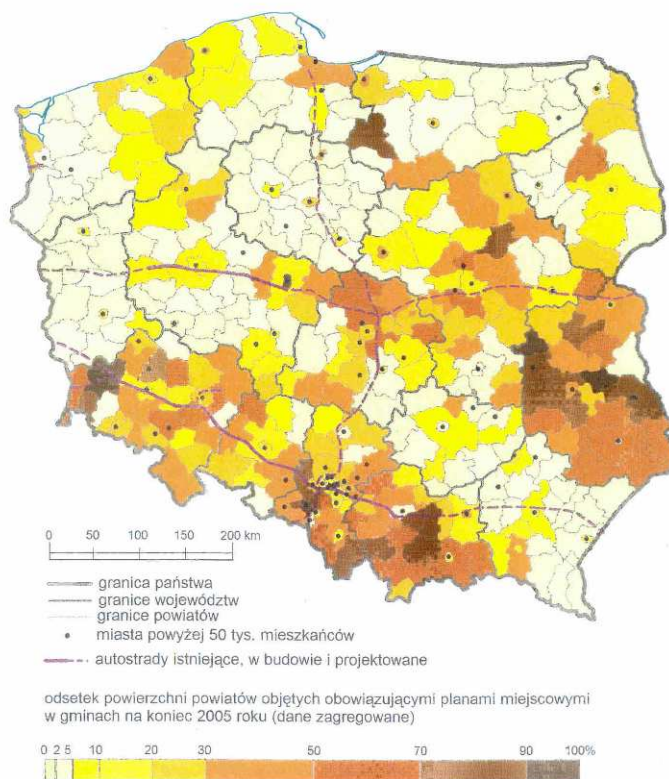 0 50 100 150 200 km
granica państwa
granice województw
granice powiatów
miasta powyżej 50 tys. mieszkańców
autostrady istniejące, w budowie i projektowane
odsetek powierzchni powiatów objętych obowiązującymi planami miejscowymi
w gminach na koniec 2005 roku (dane zagregowane)
0 2 5 10 20 30 50 70 90 100%